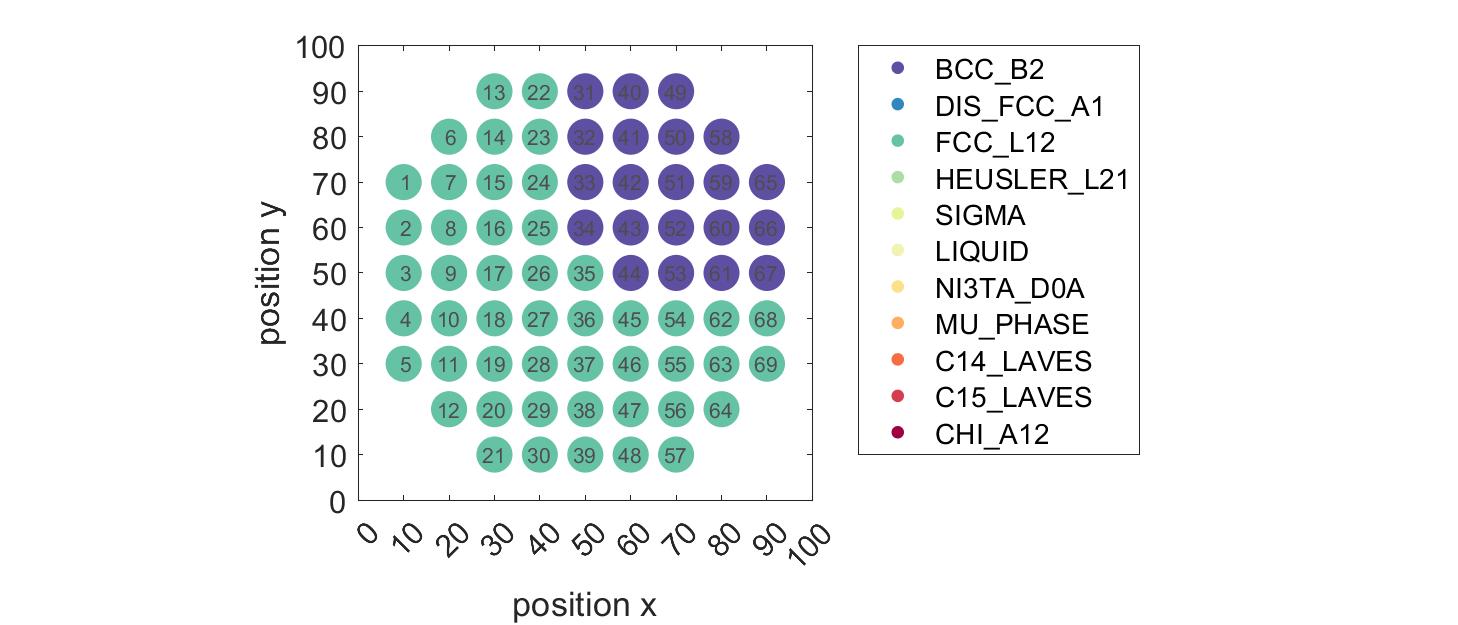 100
90
80
70
60
50
40
30
20
10
0
position y
13 22 31 40 49
6 14 23 32 41 50 58
1 7 15 24 33 42 51 59 65
2 8 16 25 34 43 52 60 66
3 9 17 26 35 44 53 61 67
4 10 18 27 36 45 54 62 68
5 11 19 28 37 46 55 63 69
12 20 29 38 47 56 64
21 30 39 48 57
0 10 20 30 40 50 60 70 80 90 100
position x
BCC_B2
DIS_FCC_A1
FCC_L12
HEUSLER_L21
SIGMA
LIQUID
NI3TA_D0A
MU_PHASE
C14_LAVES
C15_LAVES
CHI_A12